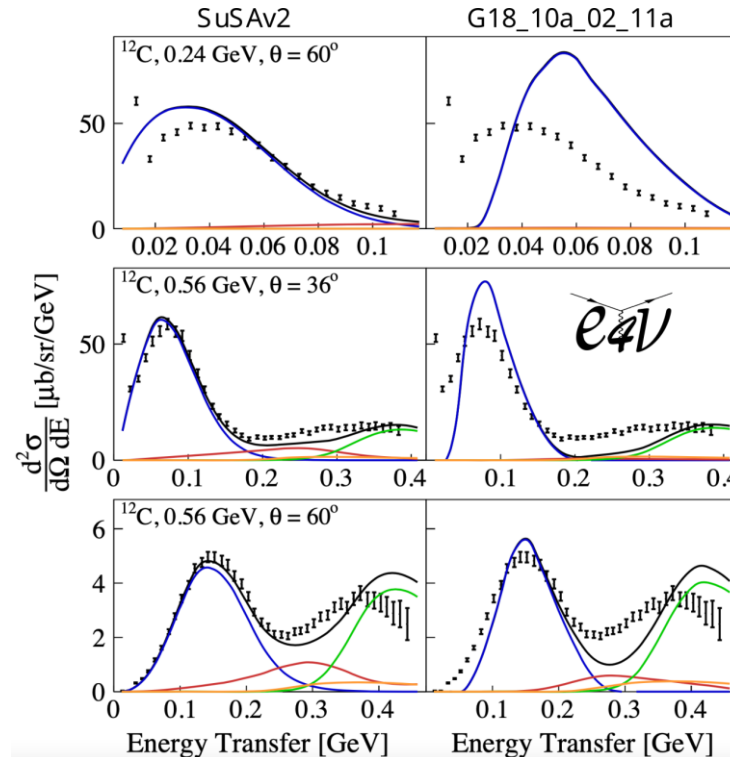 SuSAv2 G18_10a_02_11a
¹²C, 0.24 GeV, θ = 60°
50
0
0.02 0.04 0.06 0.08 0.1 0.02 0.04 0.06 0.08 0.1
¹²C, 0.56 GeV, θ = 36°
e4ν
50
0
0 0.1 0.2 0.3 0.4 0.1 0.2 0.3 0.4
¹²C, 0.56 GeV, θ = 60°
6
4
2
0
0 0.1 0.2 0.3 0.4 0.1 0.2 0.3 0.4
Energy Transfer [GeV] Energy Transfer [GeV]
d²σ/dΩ dE [μb/sr/GeV]